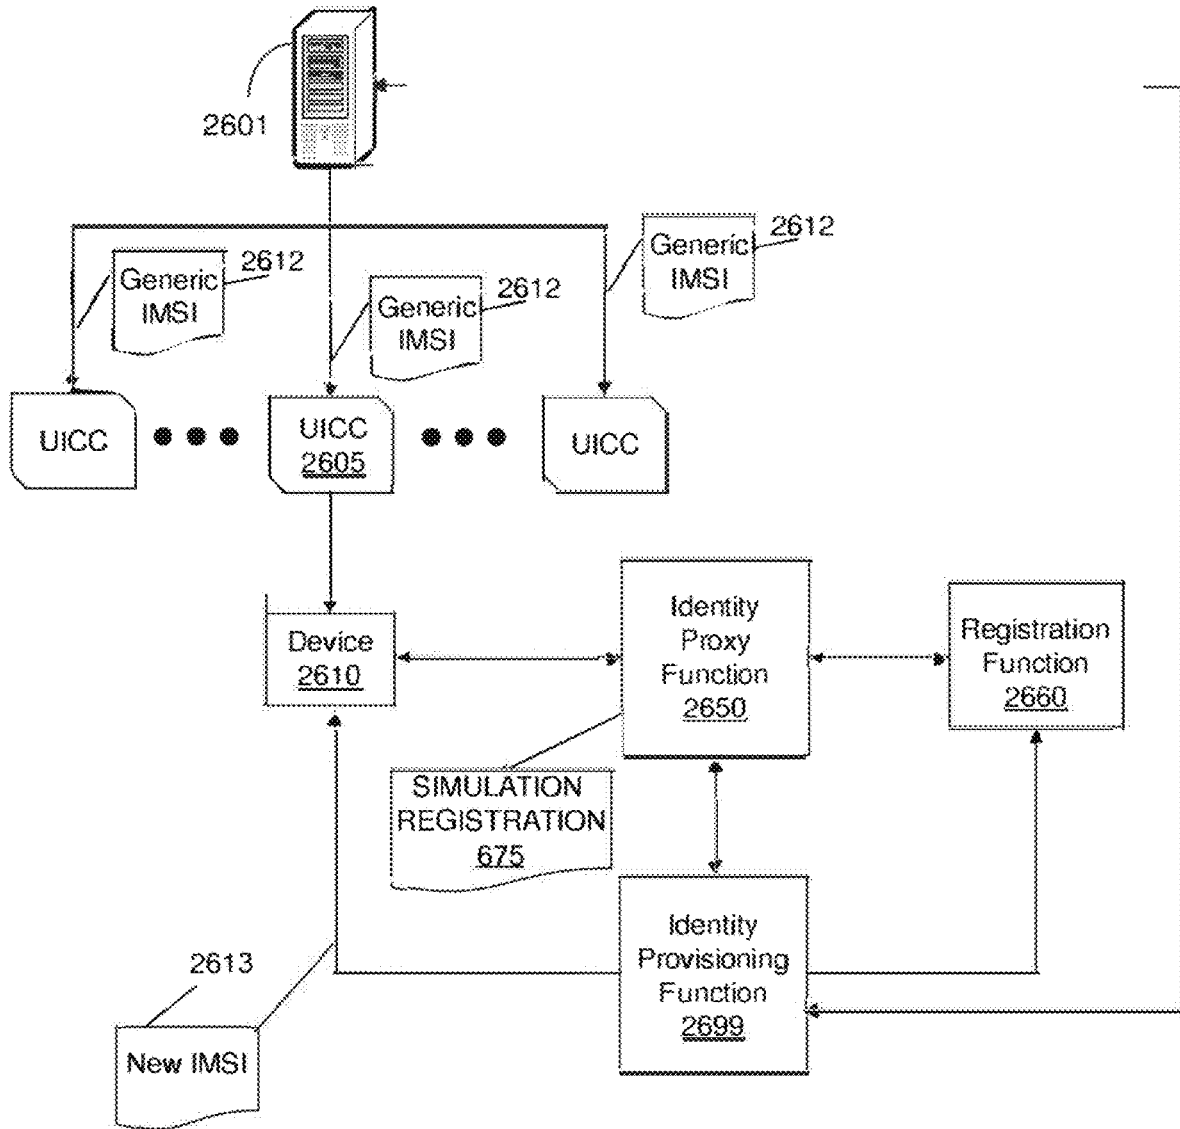 2601
Generic
IMSI
2612
Generic
IMSI
2612
Generic
IMSI
2612
UICC
UICC
2605
UICC
Device
2610
Identity
Proxy
Function
2650
Registration
Function
2660
SIMULATION
REGISTRATION
675
Identity
Provisioning
Function
2699
2613
New IMSI